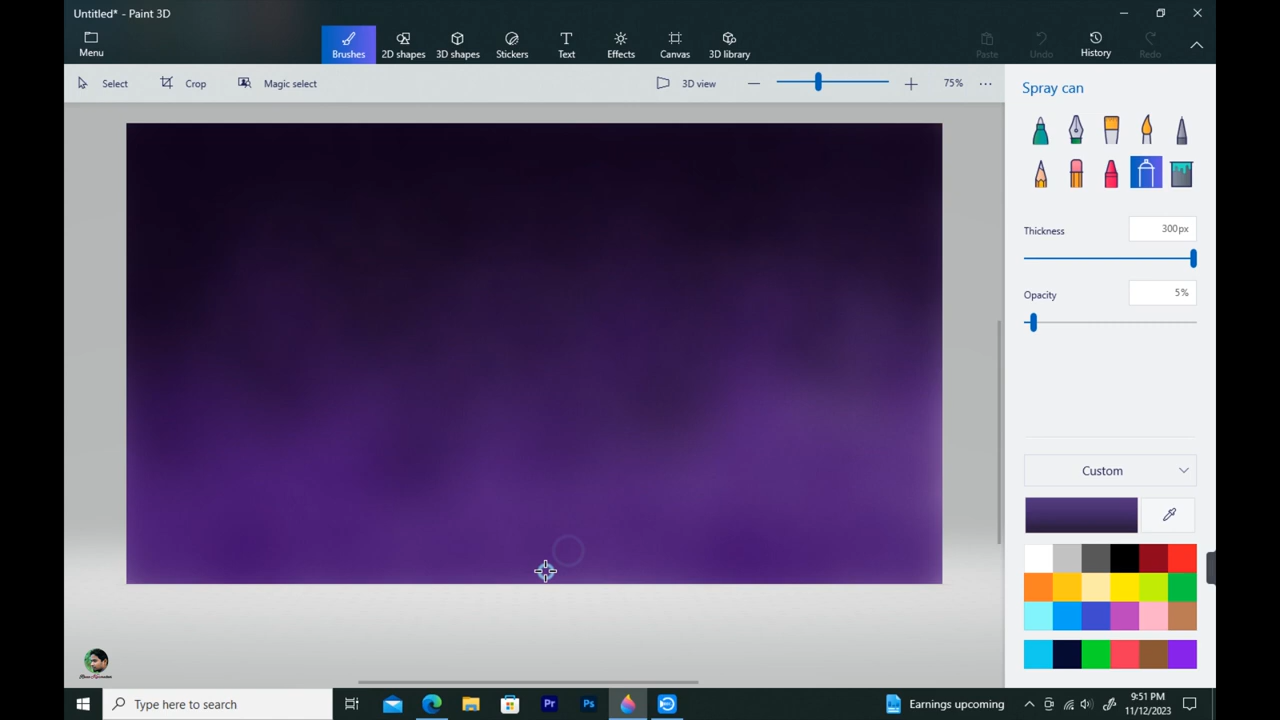 Untitled* - Paint 3D
Menu
Brushes
2D shapes
3D shapes
Stickers
Text
Effects
Canvas
3D library
Paste
Undo
History
Redo
Select
Crop
Magic select
3D view
75%
Spray can
Thickness
300px
Opacity
5%
Custom
Type here to search
Pr
Ps
Earnings upcoming
9:51 PM
11/12/2023